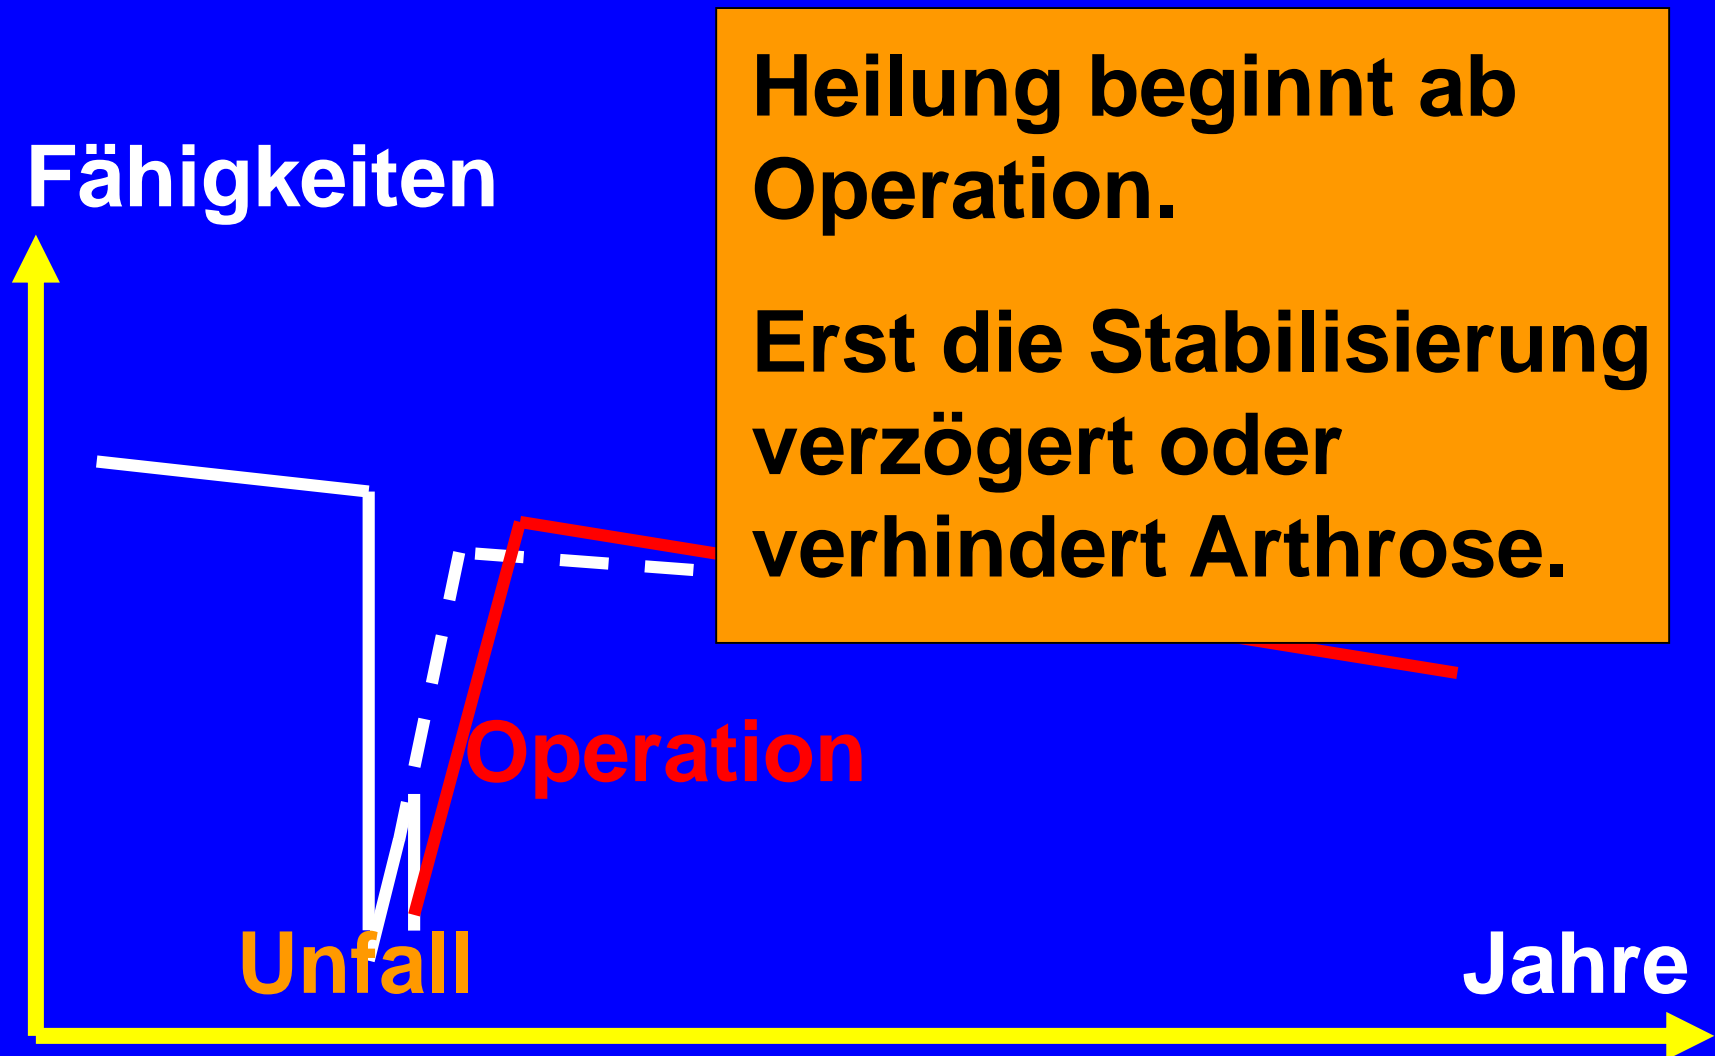 Heilung beginnt ab
Operation.
Erst die Stabilisierung
verzögert oder
verhindert Arthrose.
Fähigkeiten
Operation
Unfall
Jahre